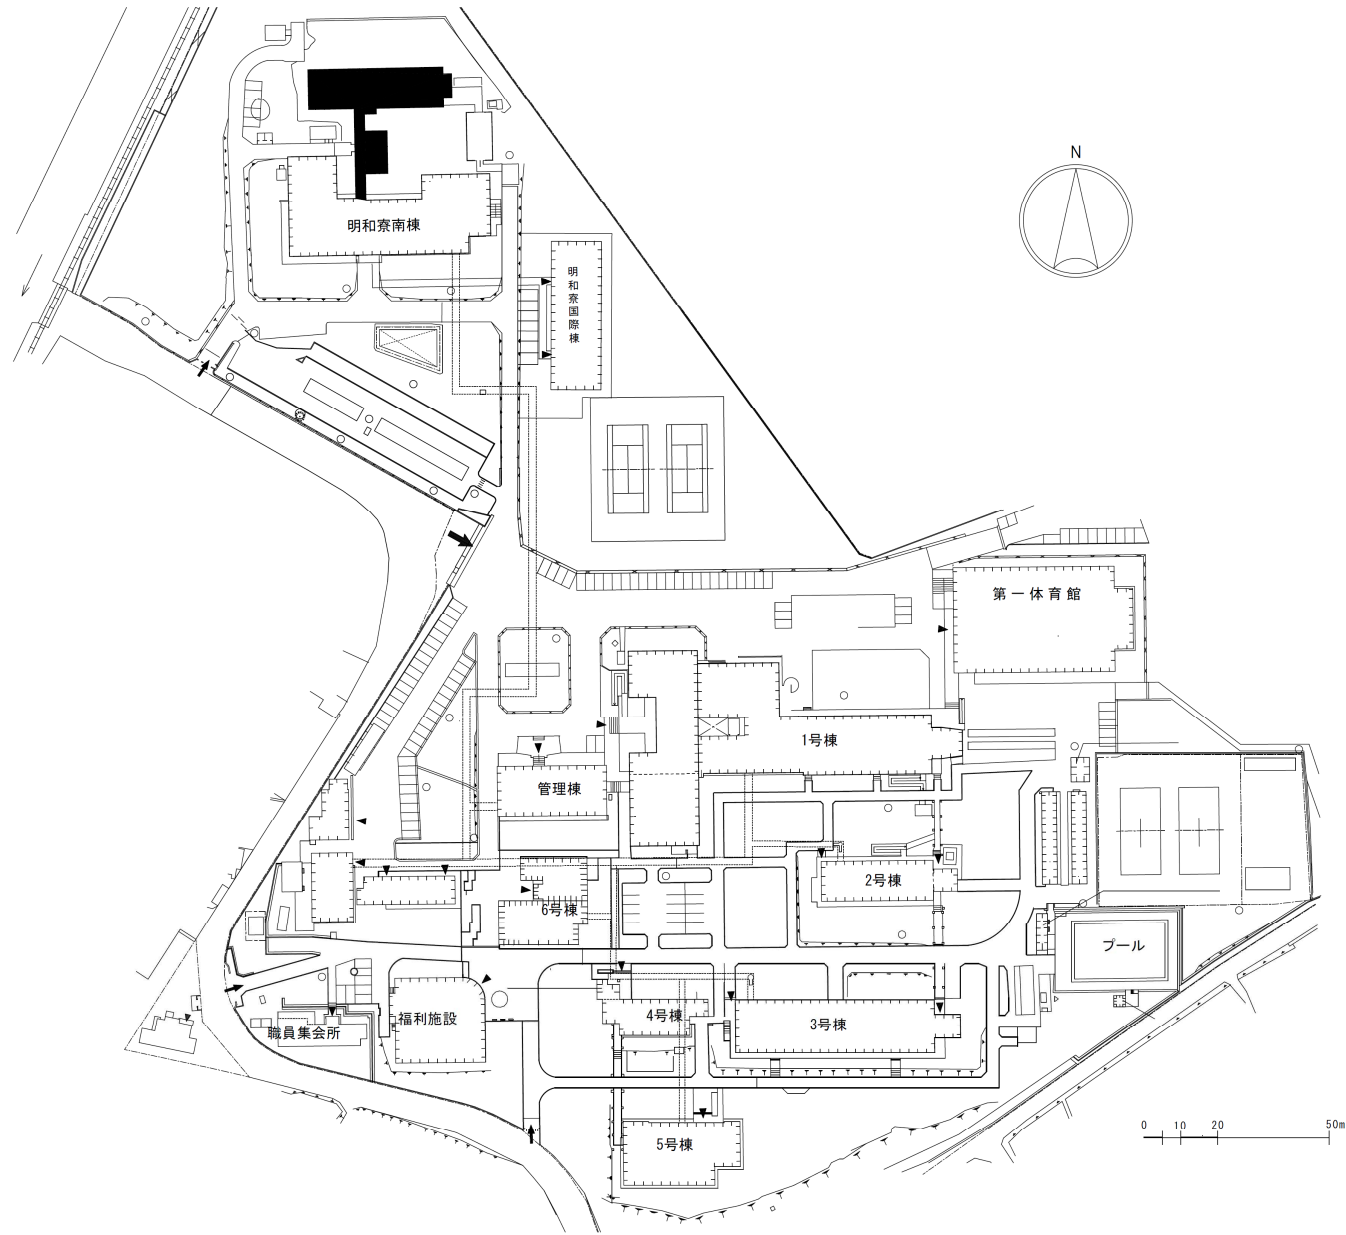 N
明和寮南棟
明和寮国際棟
第一体育館
1号棟
管理棟
2号棟
6号棟
プール
4号棟
3号棟
福利施設
職員集会所
5号棟
0 10 20 50m